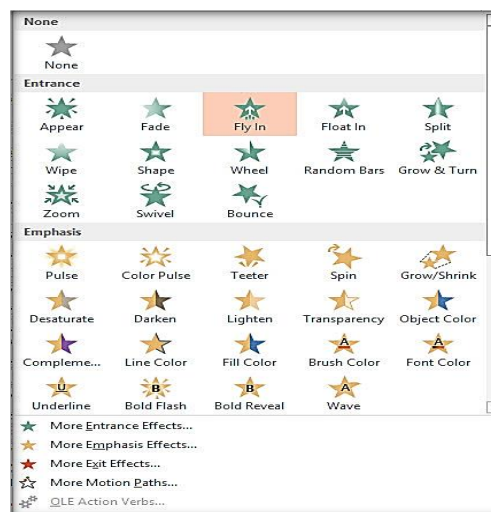 None
None
Entrance
Appear Fade Fly In Float In Split
Wipe Shape Wheel Random Bars Grow & Turn
Zoom Swivel Bounce
Emphasis
Pulse Color Pulse Teeter Spin Grow/Shrink
Desaturate Darken Lighten Transparency Object Color
Compleme... Line Color Fill Color Brush Color Font Color
Underline Bold Flash Bold Reveal Wave
More Entrance Effects...
More Emphasis Effects...
More Exit Effects...
More Motion Paths...
OLE Action Verbs...